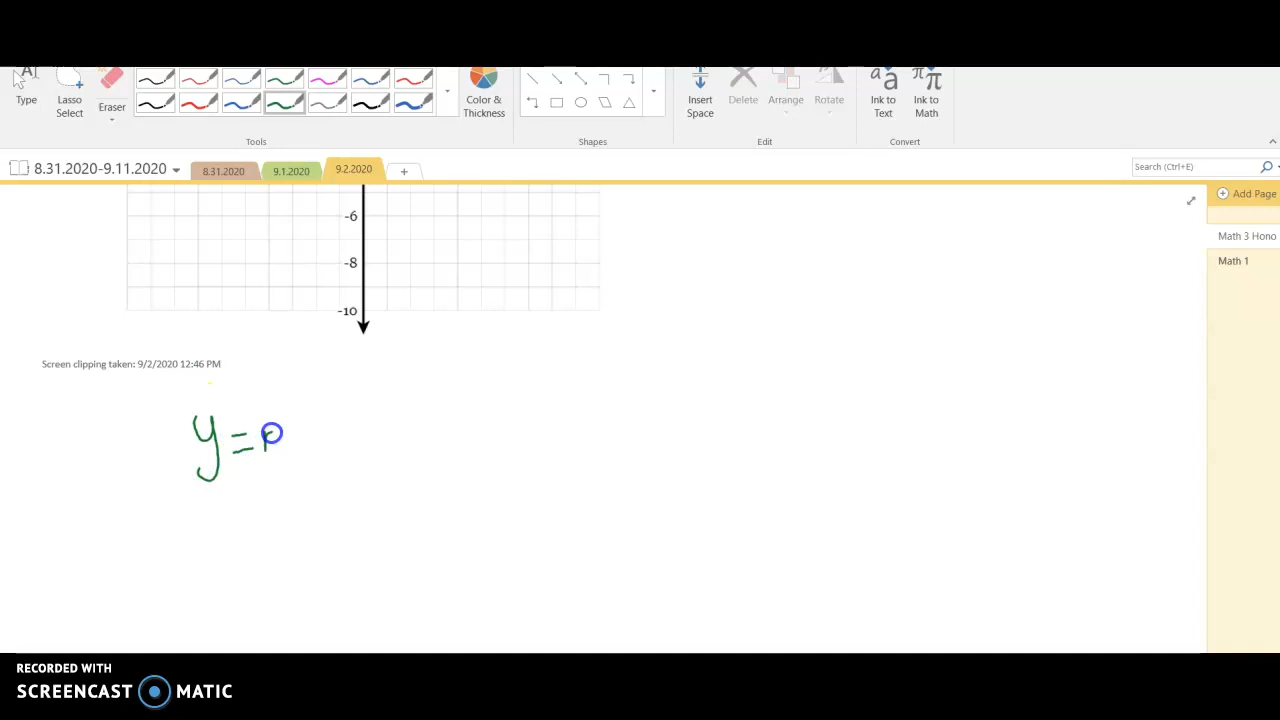 Type
Lasso Select
Eraser
Color & Thickness
Insert Space
Delete
Arrange
Rotate
Ink to Text
Ink to Math
Tools
Shapes
Edit
Convert
8.31.2020-9.11.2020
8.31.2020
9.1.2020
9.2.2020
+
Search (Ctrl+E)
Add Page
Math 3 Hono
Math 1
-6
-8
-10
Screen clipping taken: 9/2/2020 12:46 PM
y =
RECORDED WITH
SCREENCAST MATIC